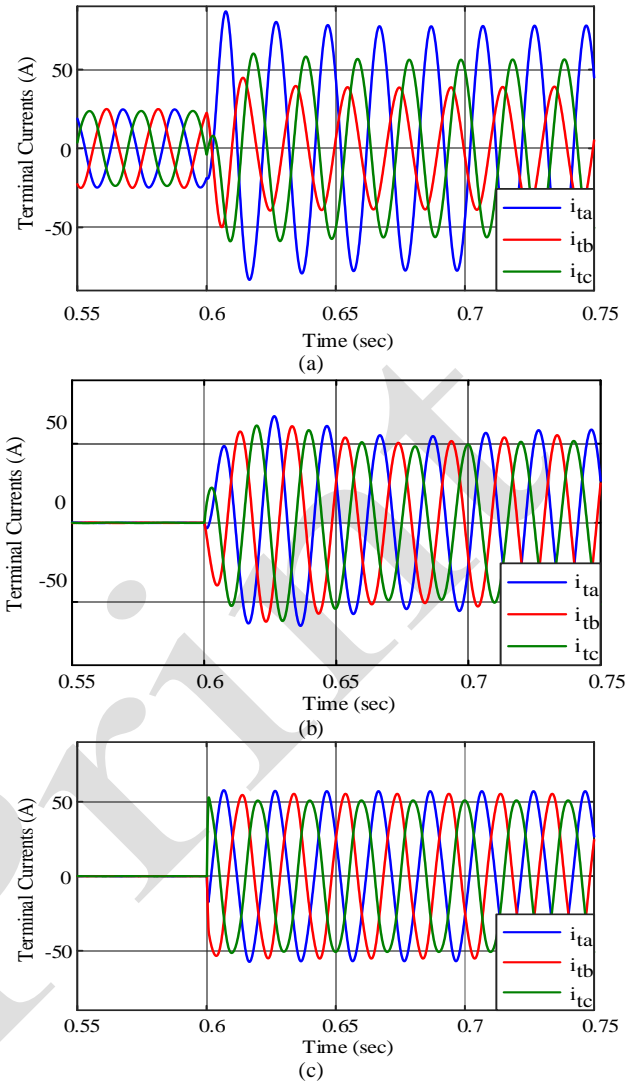 Terminal Currents (A)
50
0
-50
i_ta
i_tb
i_tc
0.55 0.6 0.65 0.7 0.75
Time (sec)
(a)
Terminal Currents (A)
50
0
-50
i_ta
i_tb
i_tc
0.55 0.6 0.65 0.7 0.75
Time (sec)
(b)
Terminal Currents (A)
50
0
-50
i_ta
i_tb
i_tc
0.55 0.6 0.65 0.7 0.75
Time (sec)
(c)
Print